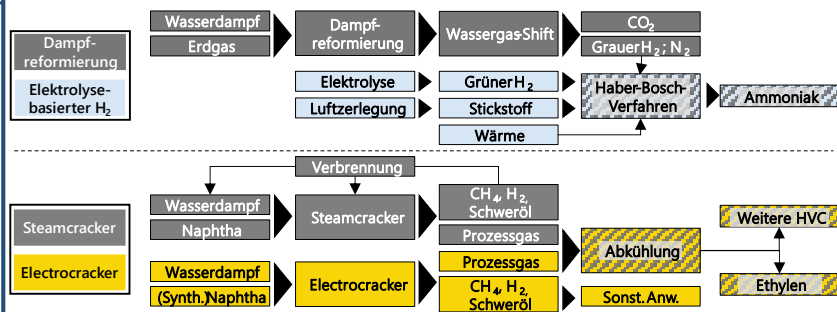 Dampf-
reformierung
Elektrolyse-
basierter H₂
Wasserdampf
Erdgas
Dampf-
reformierung
Wassergas-Shift
CO₂
Grauer H₂ ; N₂
Elektrolyse
Grüner H₂
Luftzerlegung
Stickstoff
Wärme
Haber-Bosch-
Verfahren
Ammoniak
Steamcracker
Electrocracker
Verbrennung
Wasserdampf
Naphtha
Steamcracker
CH₄, H₂,
Schweröl
Prozessgas
Wasserdampf
(Synth.)Naphtha
Electrocracker
Prozessgas
CH₄, H₂,
Schweröl
Abkühlung
Sonst. Anw.
Weitere HVC
Ethylen